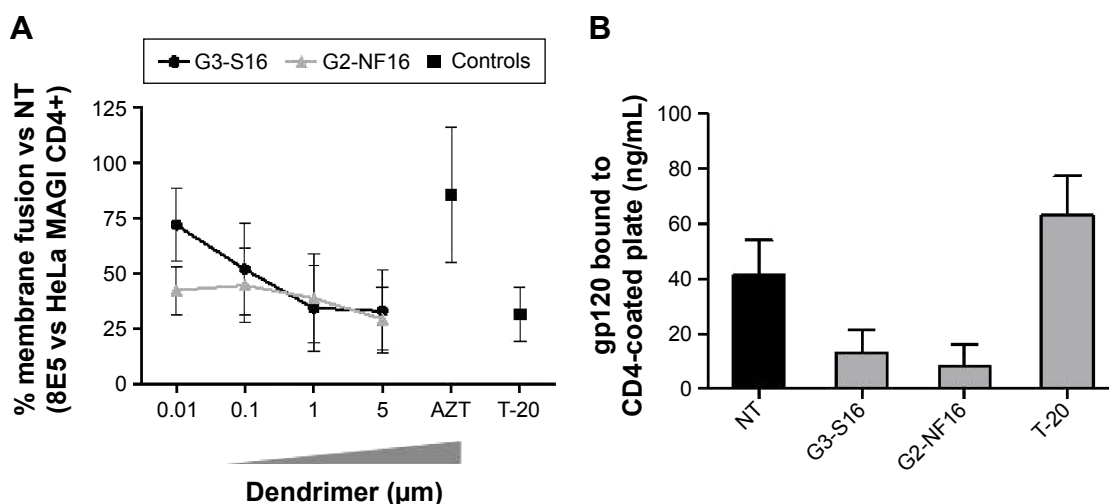 A
G3-S16 G2-NF16 Controls
% membrane fusion vs NT
(8E5 vs HeLa MAGI CD4+)
125
100
75
50
25
0
0.01 0.1 1 5 AZT T-20
Dendrimer (µm)
B
gp120 bound to
CD4-coated plate (ng/mL)
100
80
60
40
20
0
NT G3-S16 G2-NF16 T-20